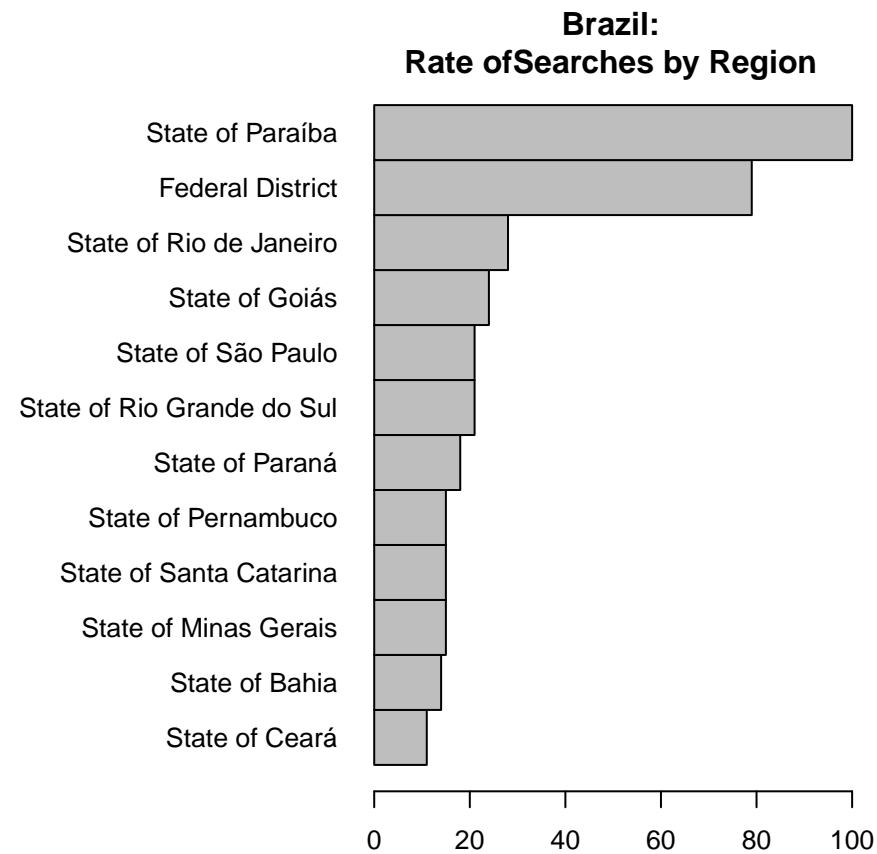 Brazil:
Rate ofSearches by Region
State of Paraíba
Federal District
State of Rio de Janeiro
State of Goiás
State of São Paulo
State of Rio Grande do Sul
State of Paraná
State of Pernambuco
State of Santa Catarina
State of Minas Gerais
State of Bahia
State of Ceará
0 20 40 60 80 100